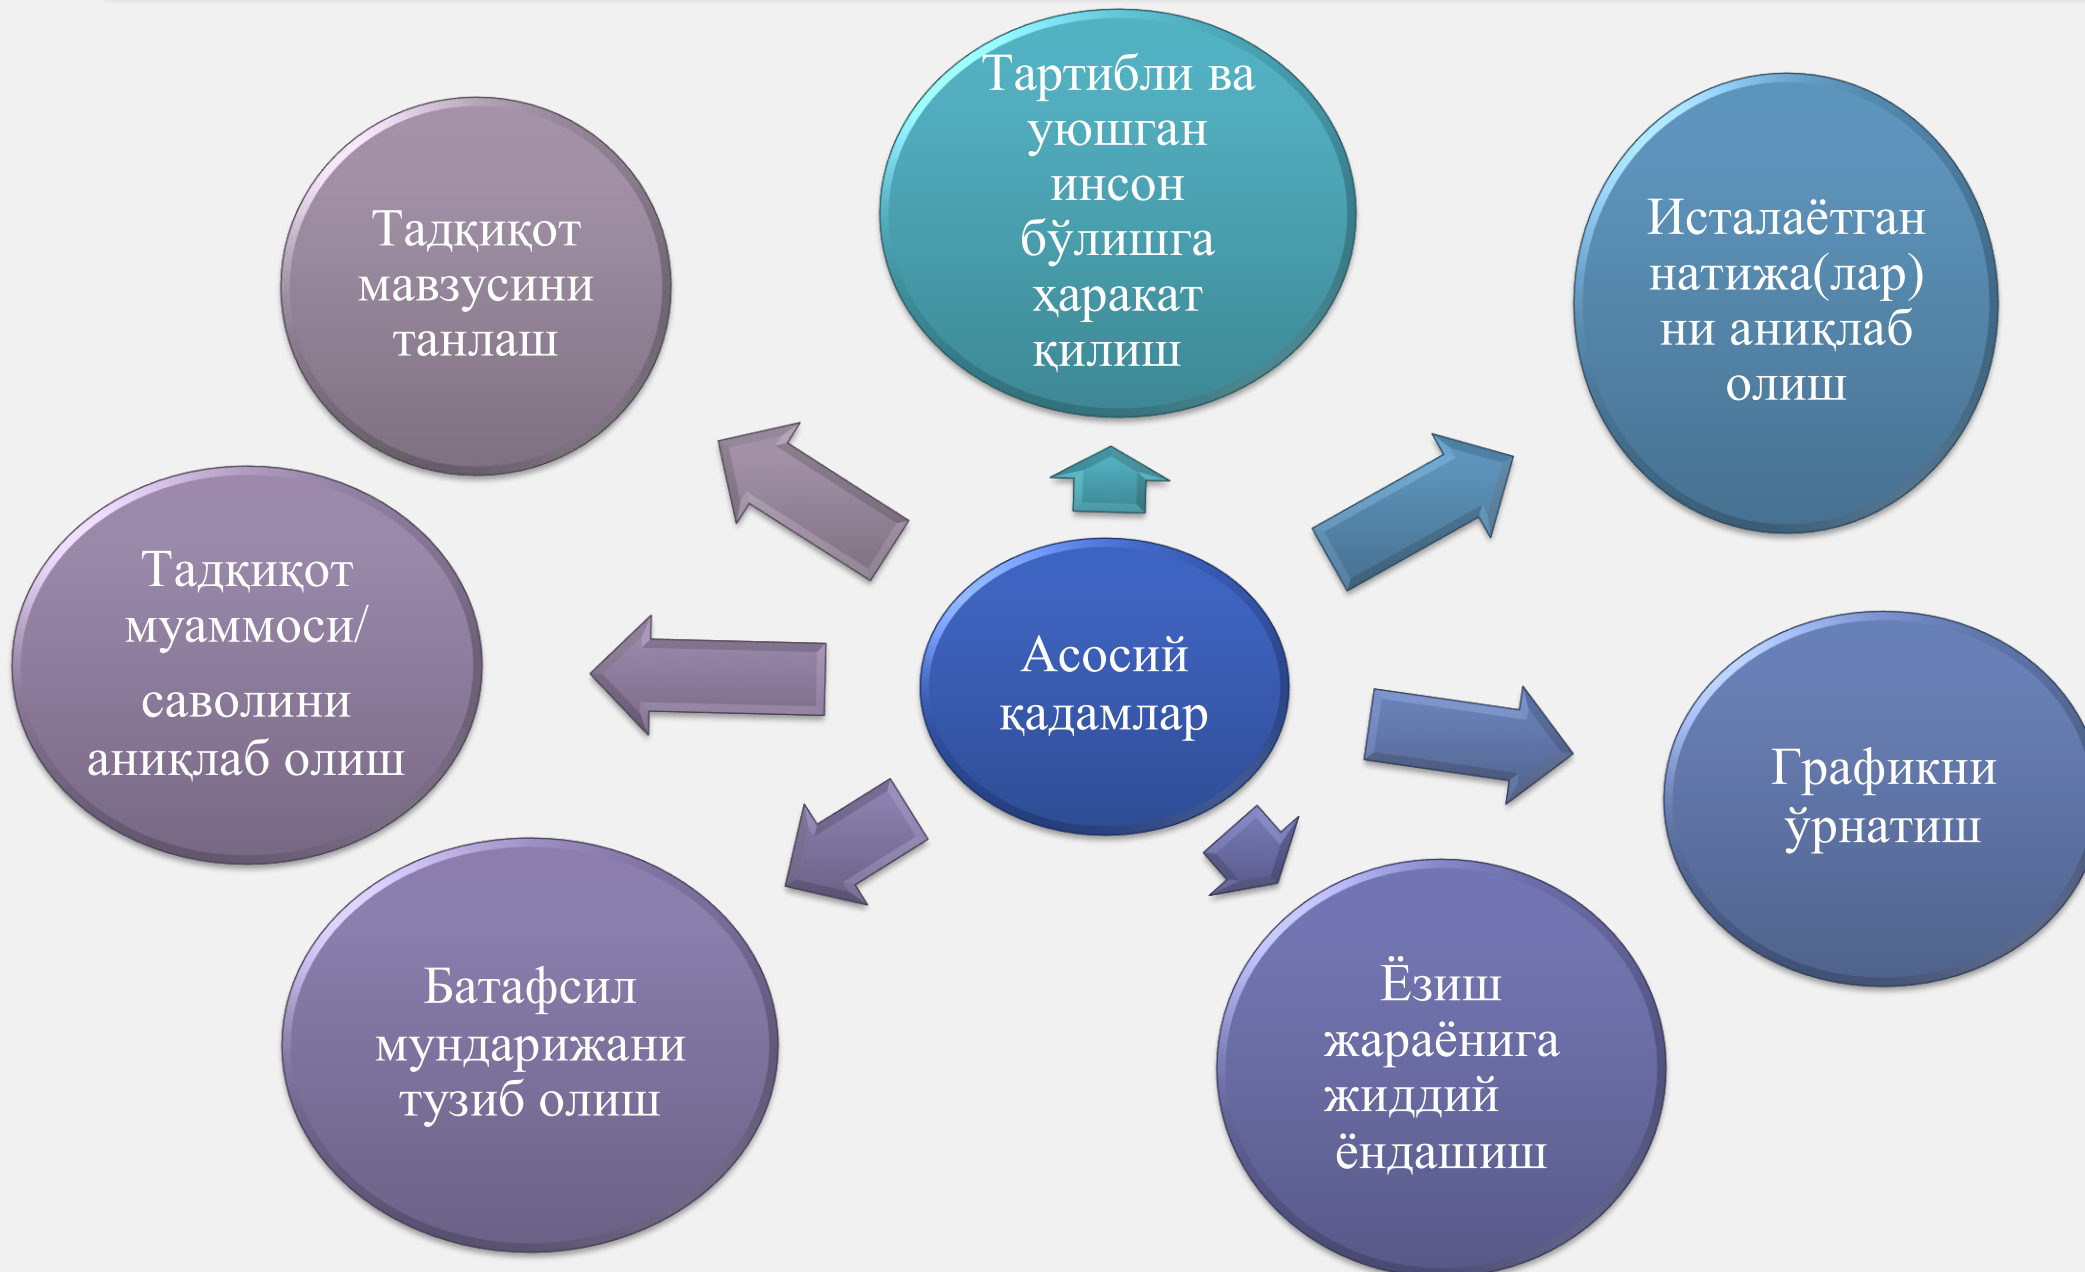 Тартибли ва
уюшган
инсон
бўлишга
ҳаракат
қилиш
Исталаётган
натижа(лар)
ни аниқлаб
олиш
Графикни
ўрнатиш
Ёзиш
жараёнига
жиддий
ёндашиш
Батафсил
мундарижани
тузиб олиш
Тадқиқот
муаммоси/
саволини
аниқлаб олиш
Тадқиқот
мавзусини
танлаш
Асосий
қадамлар